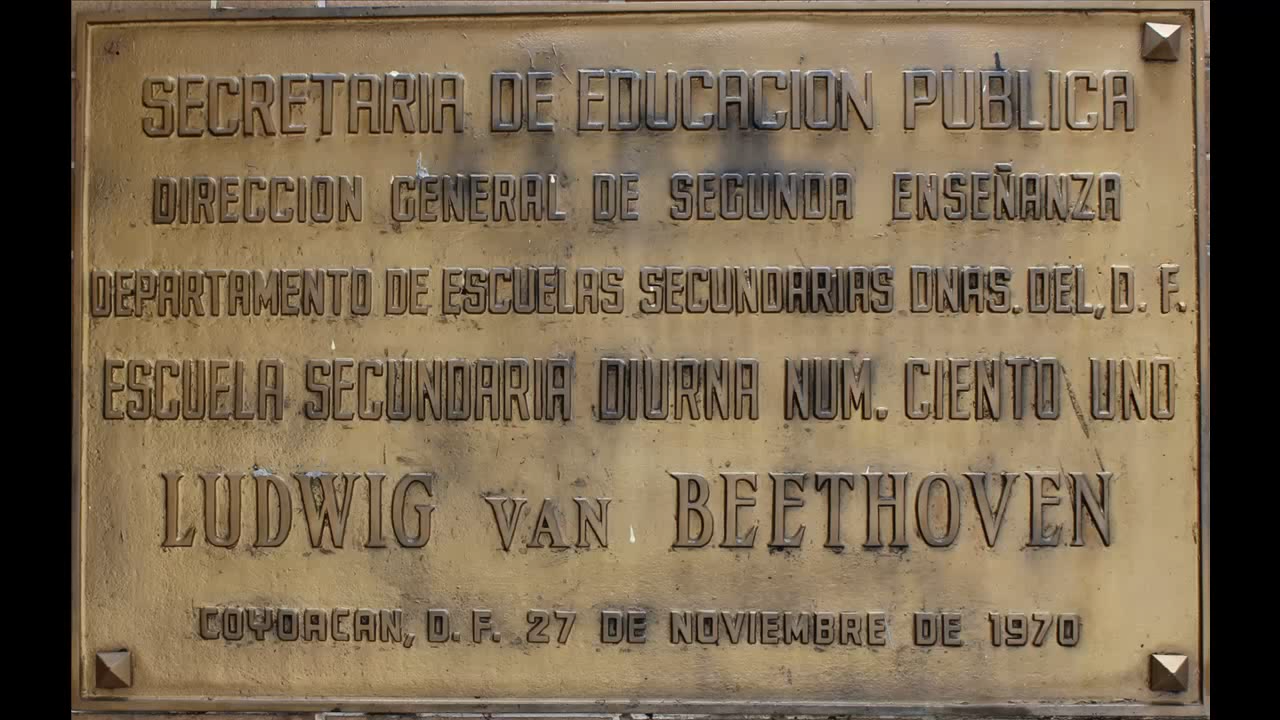 SECRETARIA DE EDUCACION PUBLICA
DIRECCION GENERAL DE SEGUNDA ENSEÑANZA
DEPARTAMENTO DE ESCUELAS SECUNDARIAS DNAS. DEL, D. F.
ESCUELA SECUNDARIA DIURNA NUM. CIENTO UNO
LUDWIG VAN BEETHOVEN
COYOACAN, D. F. 27 DE NOVIEMBRE DE 1970